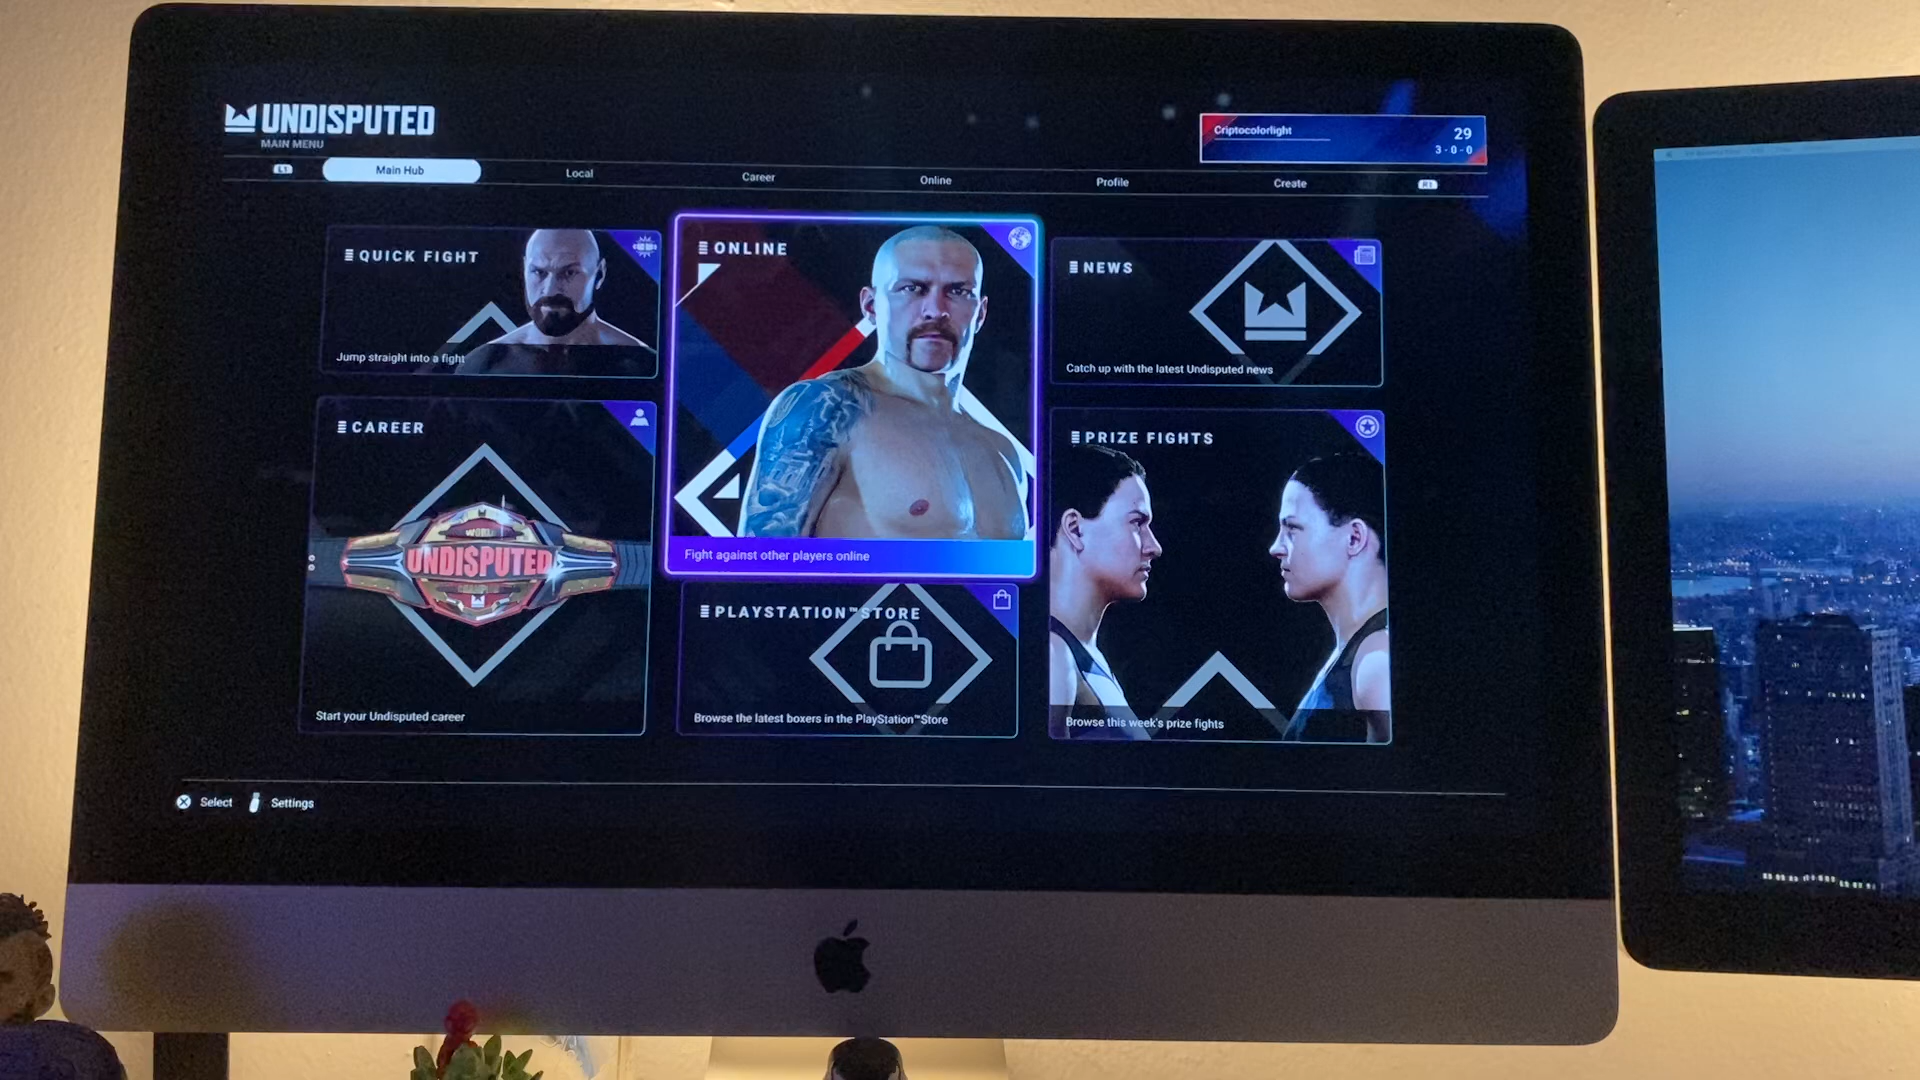 UNDISPUTED
MAIN MENU
Criptocolorlight
29
3 - 0 - 0
L1
Main Hub
Local
Career
Online
Profile
Create
R1
QUICK FIGHT
Jump straight into a fight
ONLINE
Fight against other players online
NEWS
Catch up with the latest Undisputed news
CAREER
WORLD
UNDISPUTED
Start your Undisputed career
PLAYSTATION™STORE
Browse the latest boxers in the PlayStation™Store
PRIZE FIGHTS
Browse this week's prize fights
Select
Settings